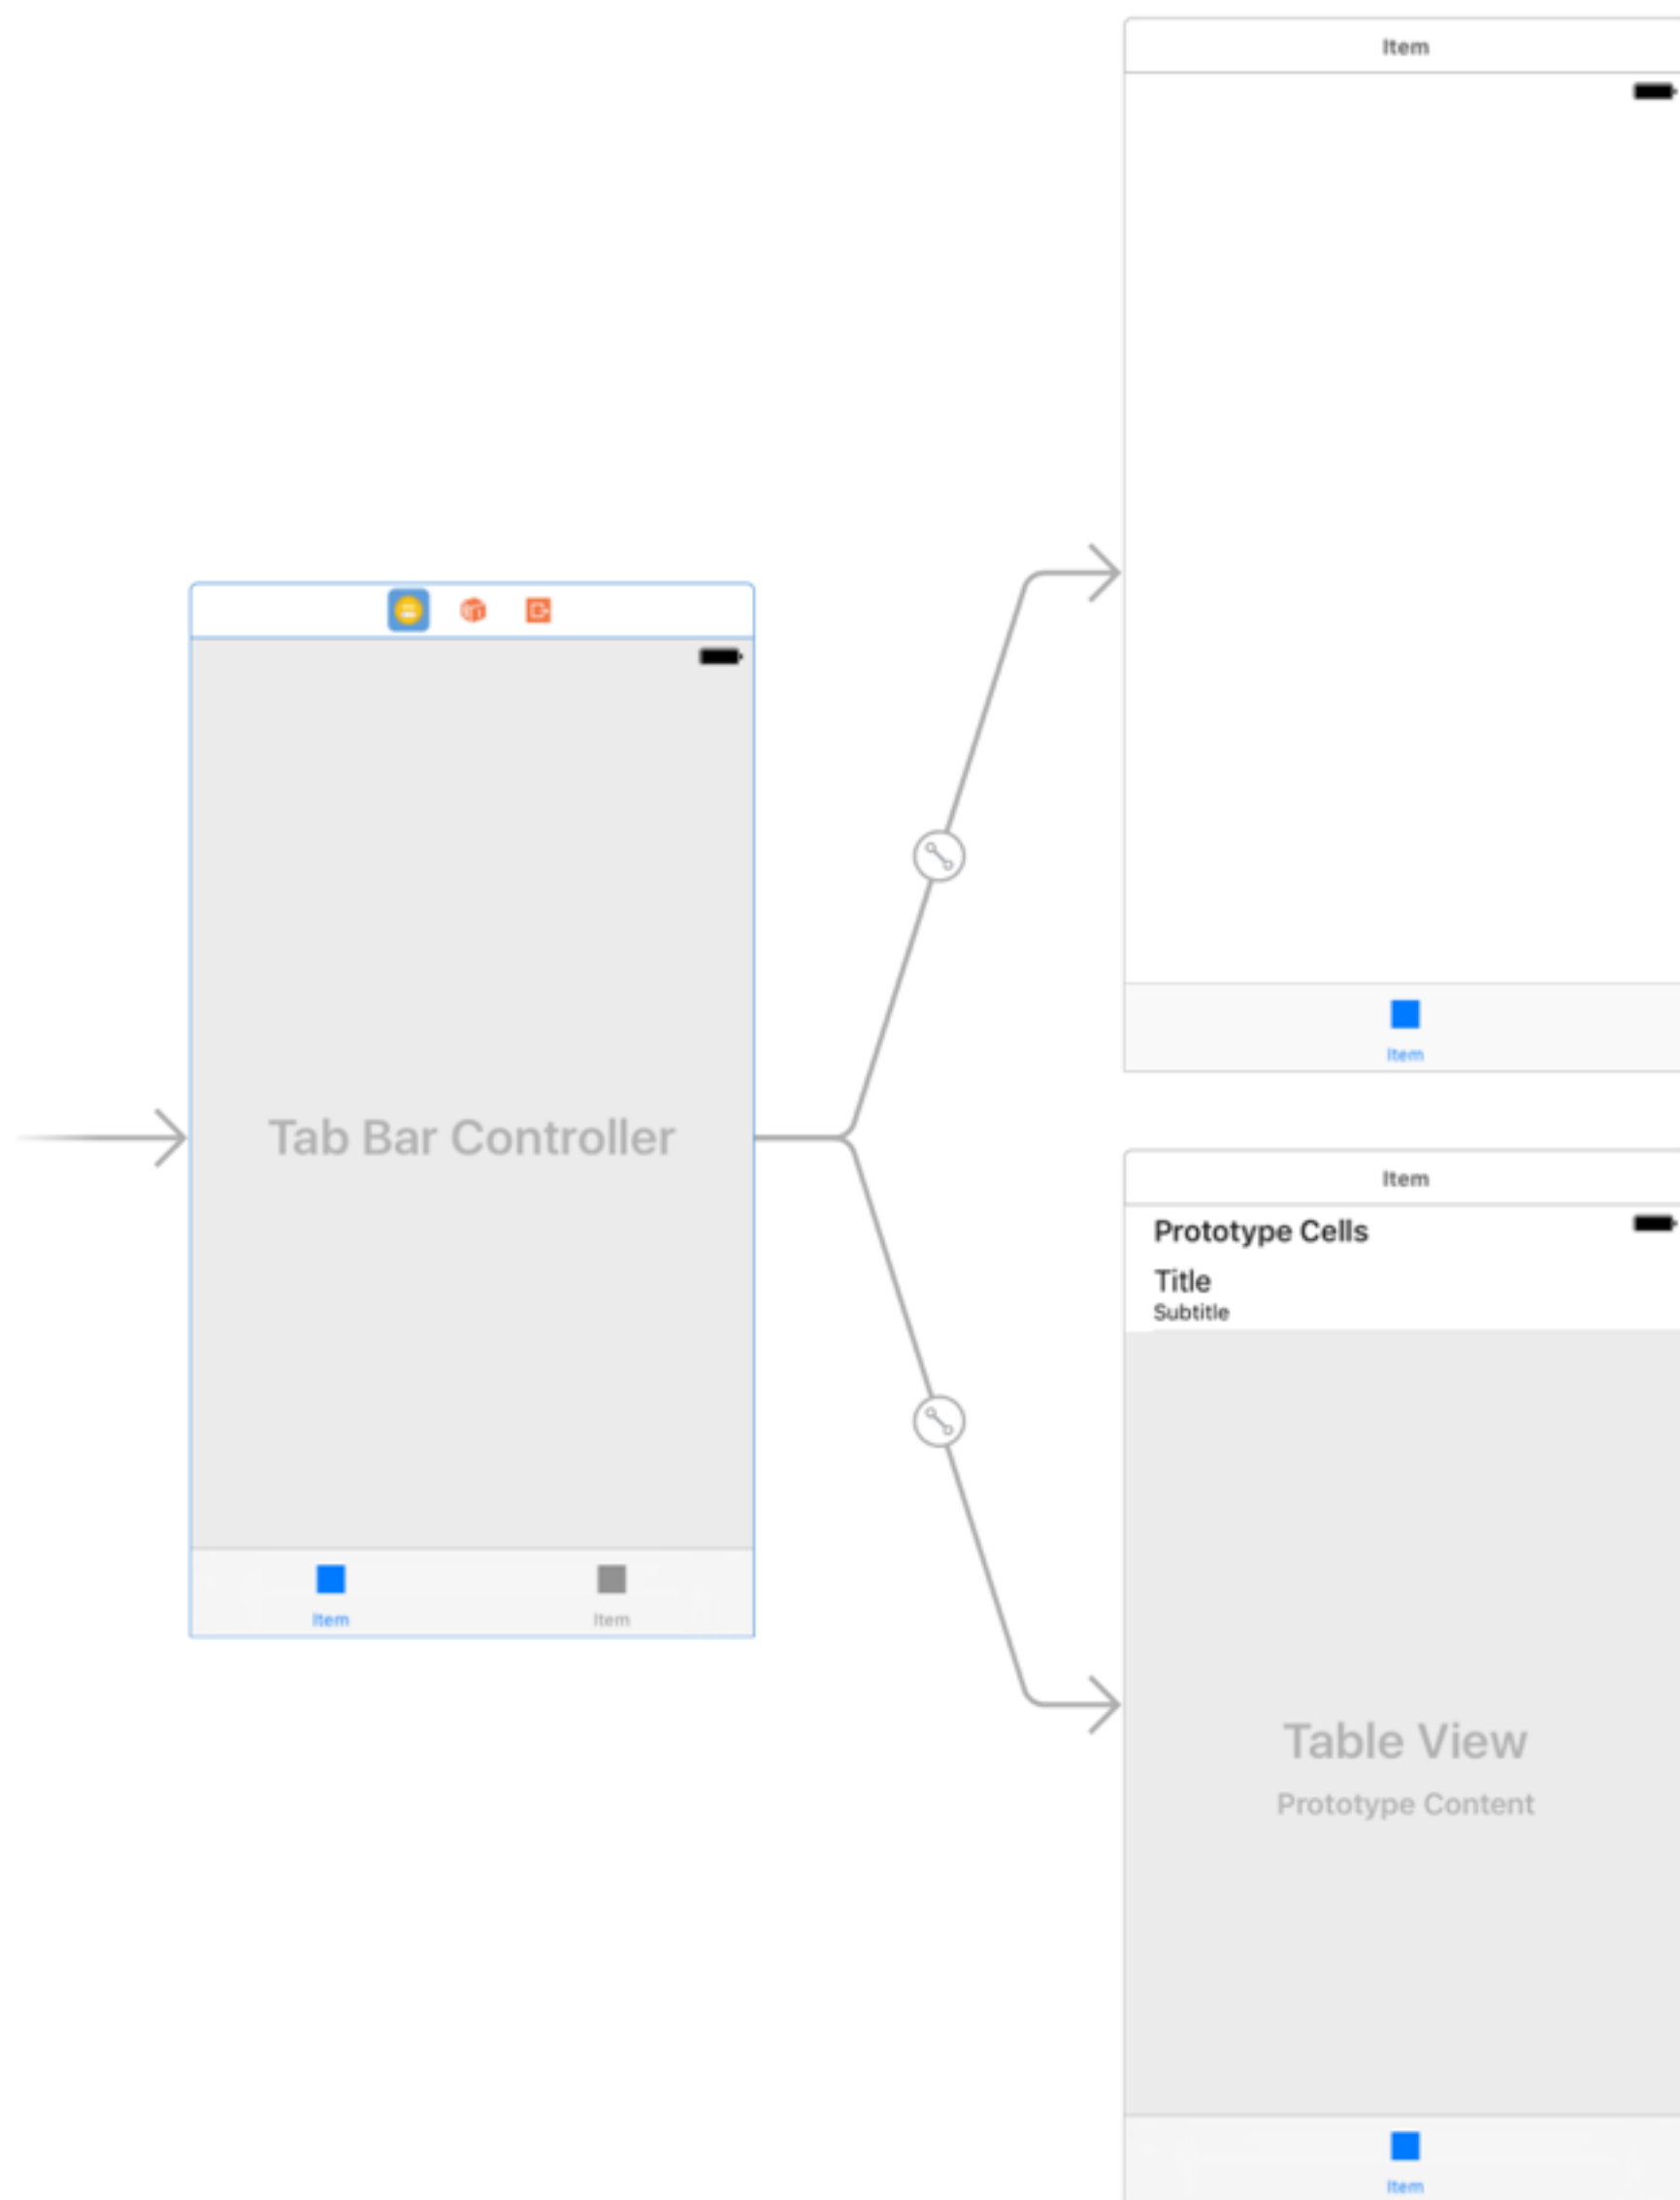 Item
Item
Tab Bar Controller
Item
Item
Item
Prototype Cells
Title
Subtitle
Table View
Prototype Content
Item